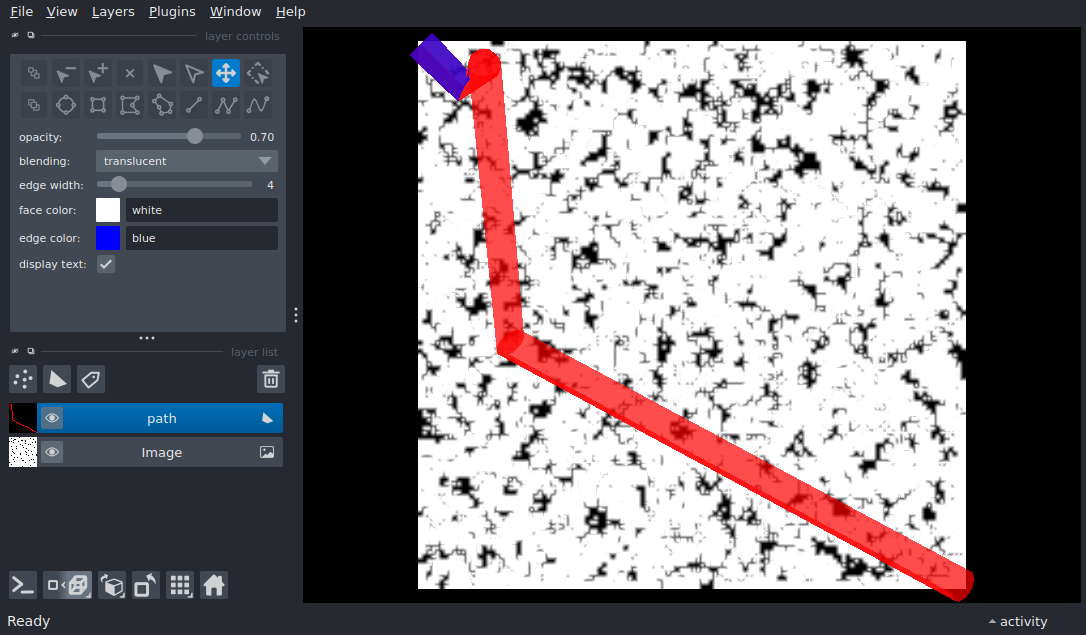 File View Layers Plugins Window Help
layer controls
opacity: 0.70
blending: translucent
edge width: 4
face color: white
edge color: blue
display text:
layer list
path
Image
Ready
activity